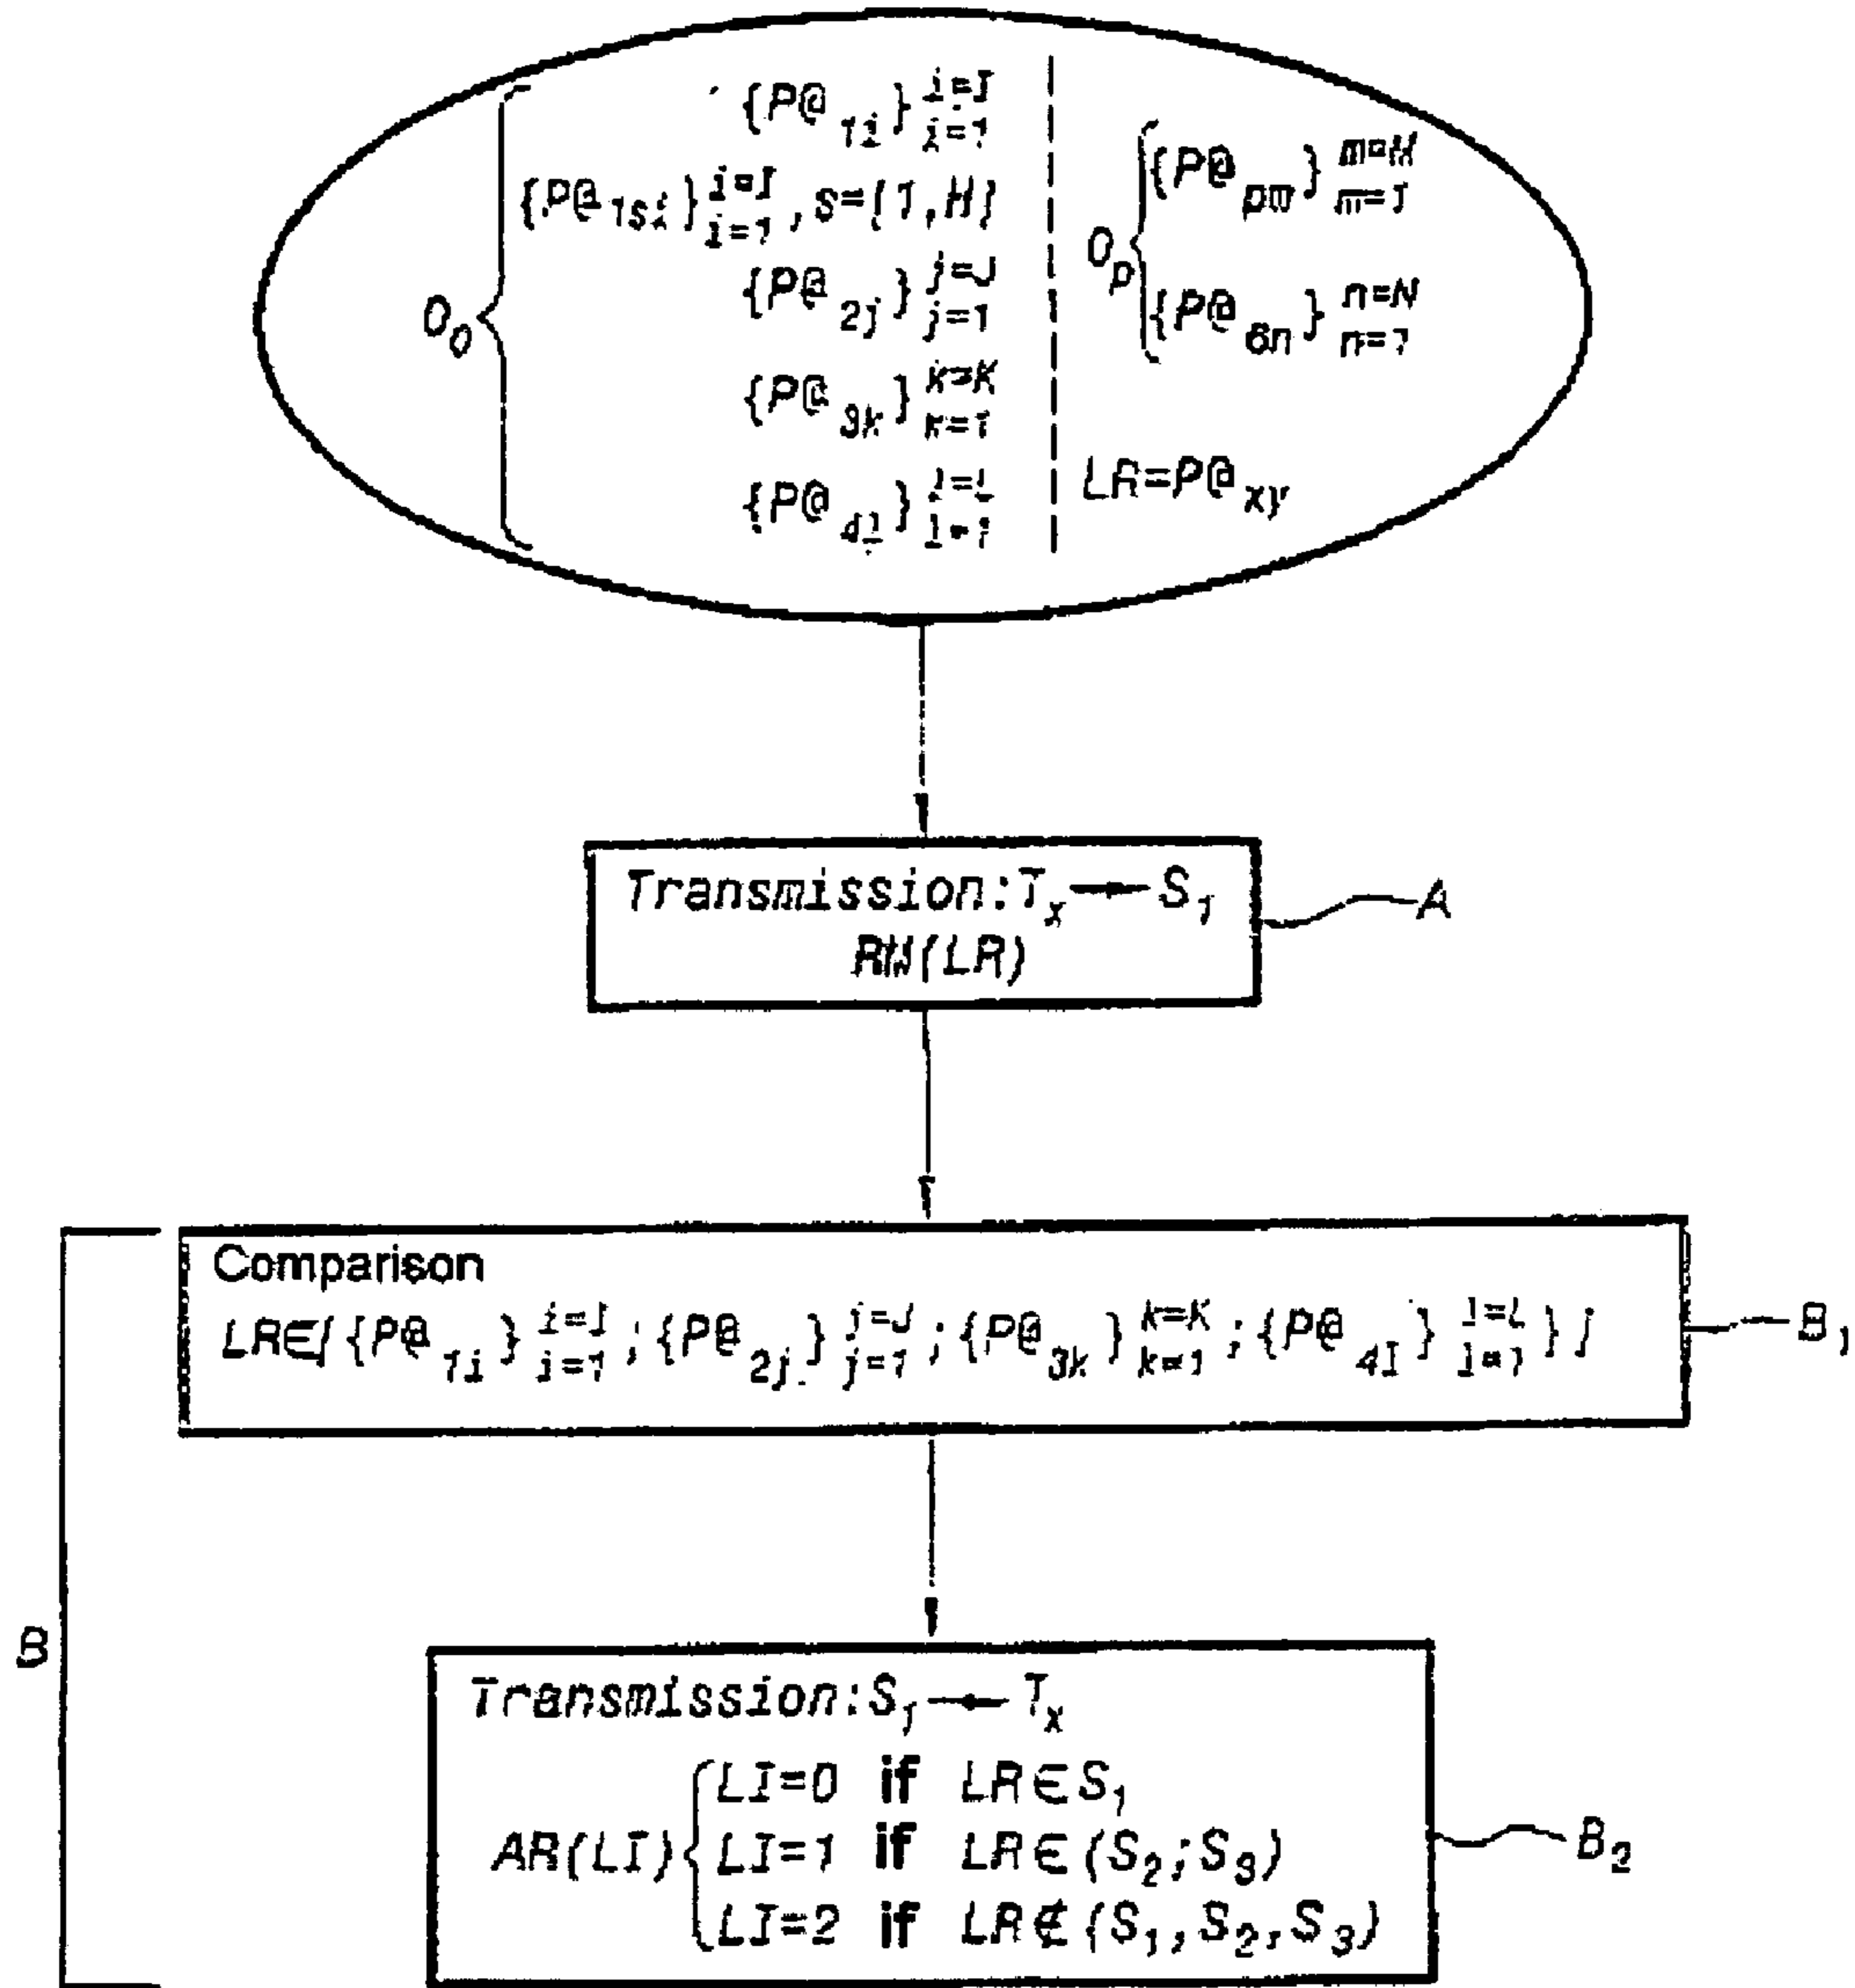 O₀ { {P@₁ᵢ} i=I i=1
{P@₁ₛᵢ} i=I i=1 , s=[1,H]
{P@₂ⱼ} j=J j=1
{P@₃ₖ} k=K k=1
{P@₄ₗ} l=L l=1
Oₚ { {P@ₚₘ} m=M m=1
{P@₆ₙ} n=N n=1
LR=P@ₓᵧ
Transmission:Tₓ → S₁
RW(LR)
A
Comparison
LR∈[{P@₁ᵢ} i=I i=1 ;{P@₂ⱼ} j=J j=1 ;{P@₃ₖ} k=K k=1 ;{P@₄ₗ} l=L l=1 }]
B₁
B
Transmission:S₁ → Tₓ
AR(LI) { LI=0 if LR∈S₁
LI=1 if LR∈(S₂;S₃)
LI=2 if LR∉(S₁,S₂,S₃)
B₂